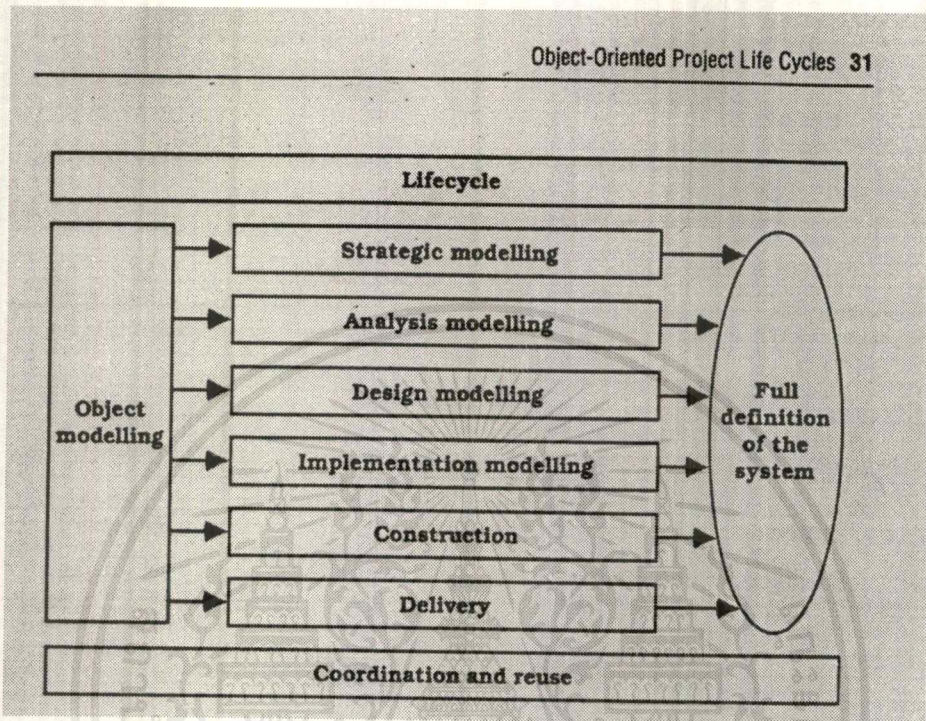 Object-Oriented Project Life Cycles 31
Lifecycle
Object
modelling
Strategic modelling
Analysis modelling
Design modelling
Implementation modelling
Construction
Delivery
Full
definition
of the
system
Coordination and reuse